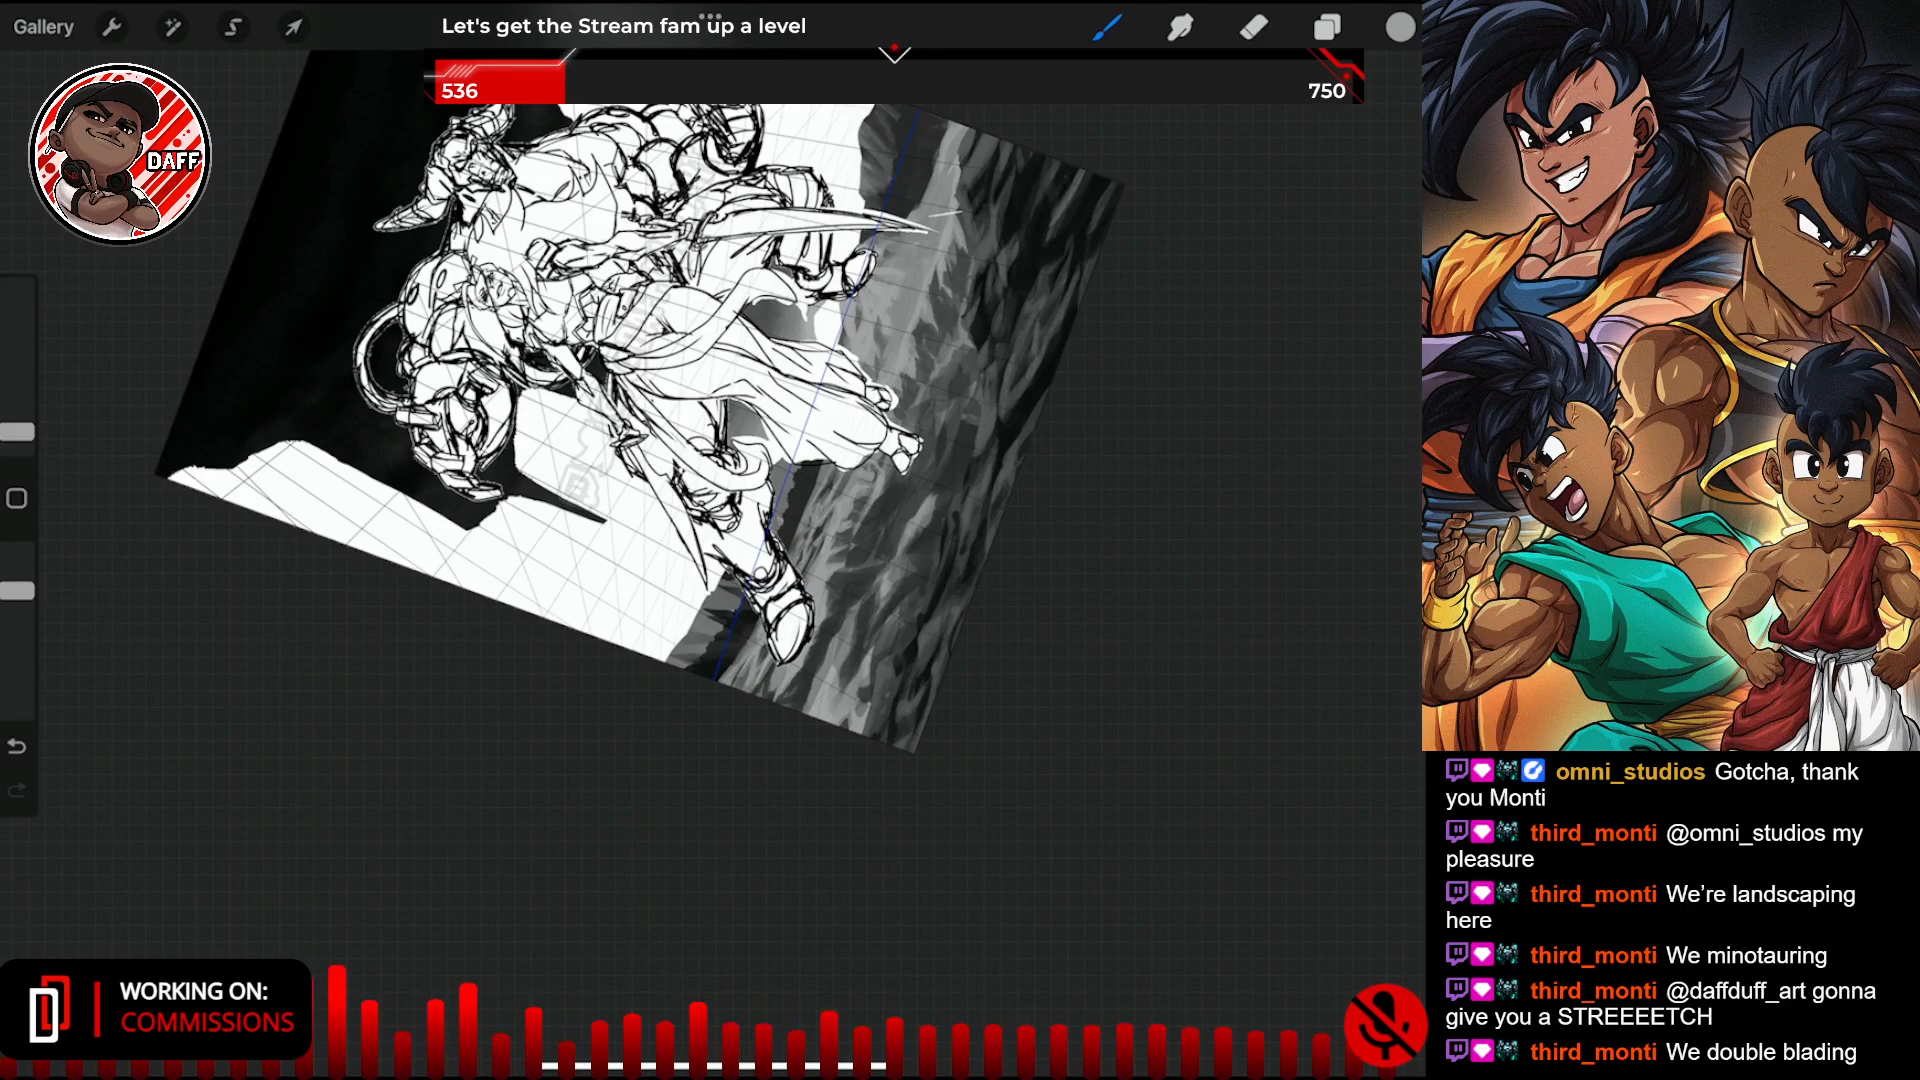 Gallery
Let's get the Stream fam up a level
536
750
DAFF
omni_studios Gotcha, thank
you Monti
third_monti @omni_studios my
pleasure
third_monti We’re landscaping
here
third_monti We minotauring
third_monti @daffduff_art gonna
give you a STREEEETCH
third_monti We double blading
WORKING ON:
COMMISSIONS